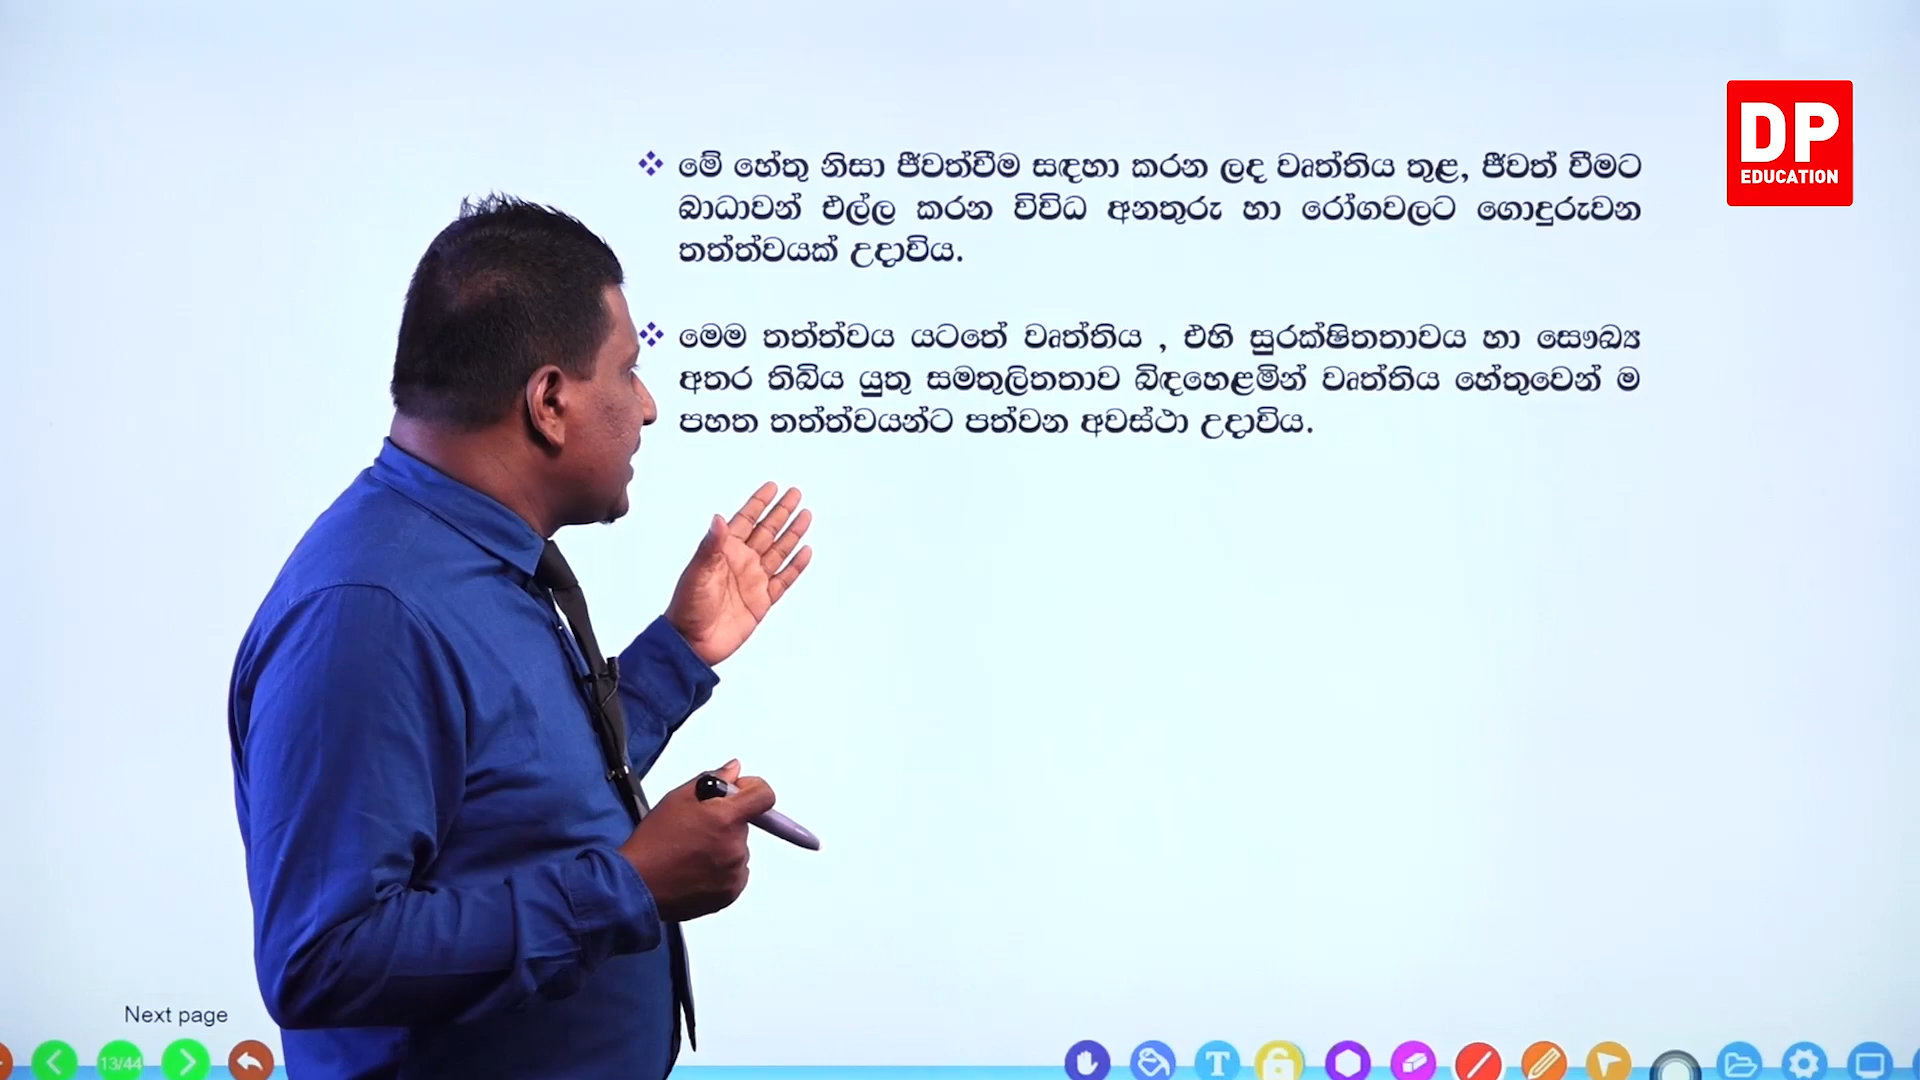 DP
EDUCATION
❖ මේ හේතු නිසා ජීවත්වීම සඳහා කරන ලද වෘත්තිය තුළ, ජීවත් වීමට
බාධාවන් එල්ල කරන විවිධ අනතුරු හා රෝගවලට ගොදුරුවන
තත්ත්වයක් උදාවිය.
❖ මෙම තත්ත්වය යටතේ වෘත්තිය , එහි සුරක්ෂිතතාවය හා සෞඛ්‍ය
අතර තිබිය යුතු සමතුලිතතාව බිඳහෙළමින් වෘත්තිය හේතුවෙන් ම
පහත තත්ත්වයන්ට පත්වන අවස්ථා උදාවිය.
Next page
13/44
T